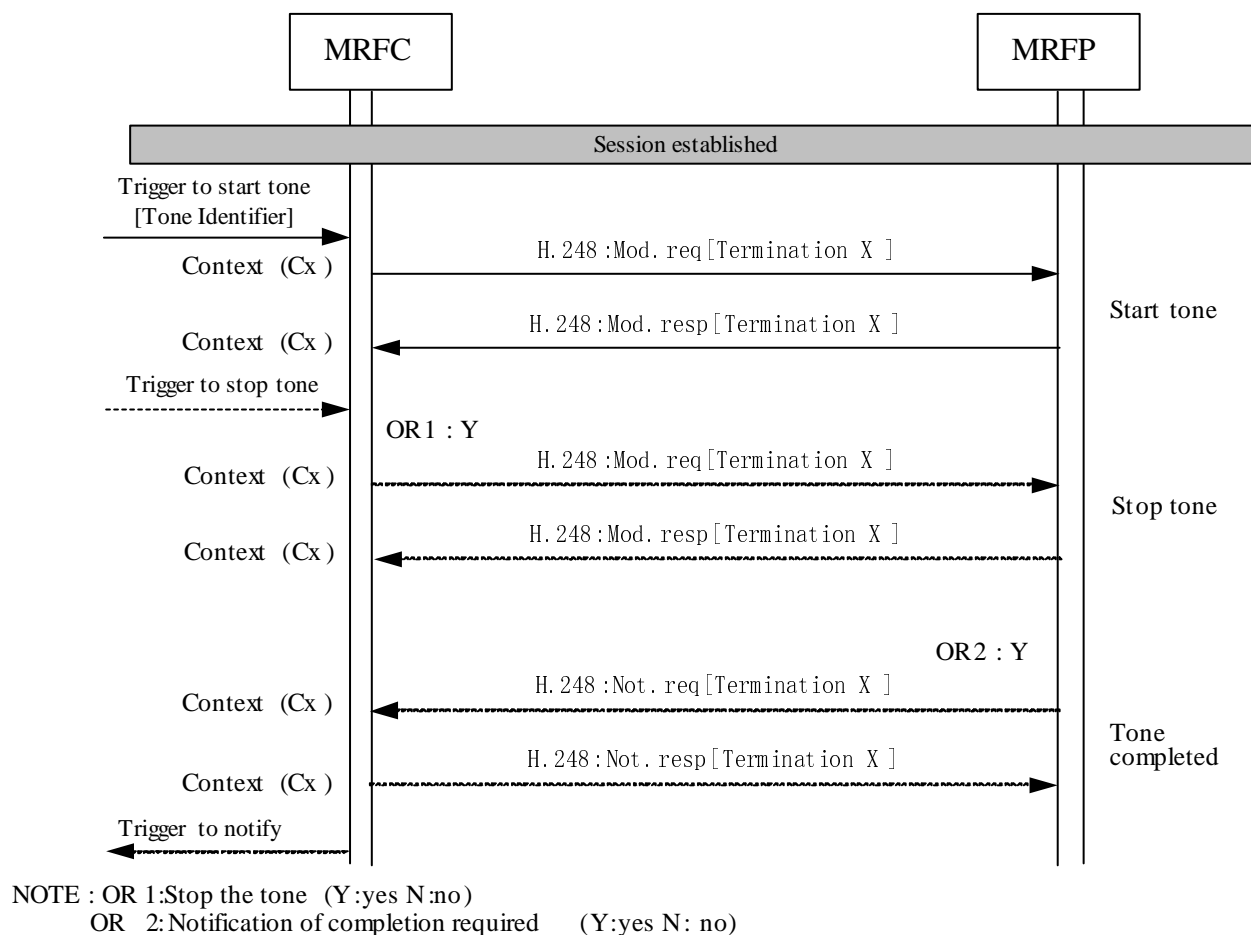 MRFC
MRFP
Session established
Trigger to start tone
[Tone Identifier]
H.248:Mod.req[Termination X ]
Context (Cx )
Start tone
H.248:Mod.resp[Termination X ]
Context (Cx )
Trigger to stop tone
OR1 : Y
H.248:Mod.req[Termination X ]
Context (Cx )
Stop tone
H.248:Mod.resp[Termination X ]
Context (Cx )
OR2 : Y
H.248:Not.req[Termination X ]
Context (Cx )
Tone
completed
H.248:Not.resp[Termination X ]
Context (Cx )
Trigger to notify
NOTE : OR 1:Stop the tone (Y:yes N:no)
OR 2:Notification of completion required (Y:yes N: no)